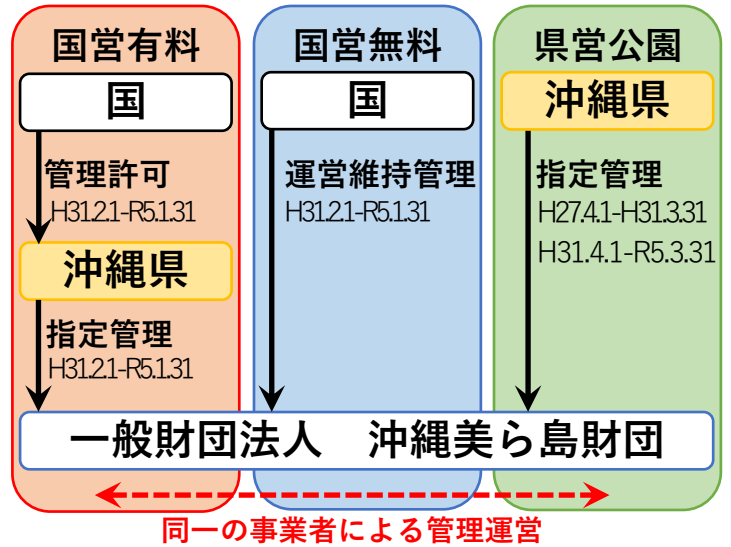 国営有料
国
管理許可
H31.2.1-R5.1.31
沖縄県
指定管理
H31.2.1-R5.1.31
国営無料
国
運営維持管理
H31.2.1-R5.1.31
県営公園
沖縄県
指定管理
H27.4.1-H31.3.31
H31.4.1-R5.3.31
一般財団法人　沖縄美ら島財団
同一の事業者による管理運営